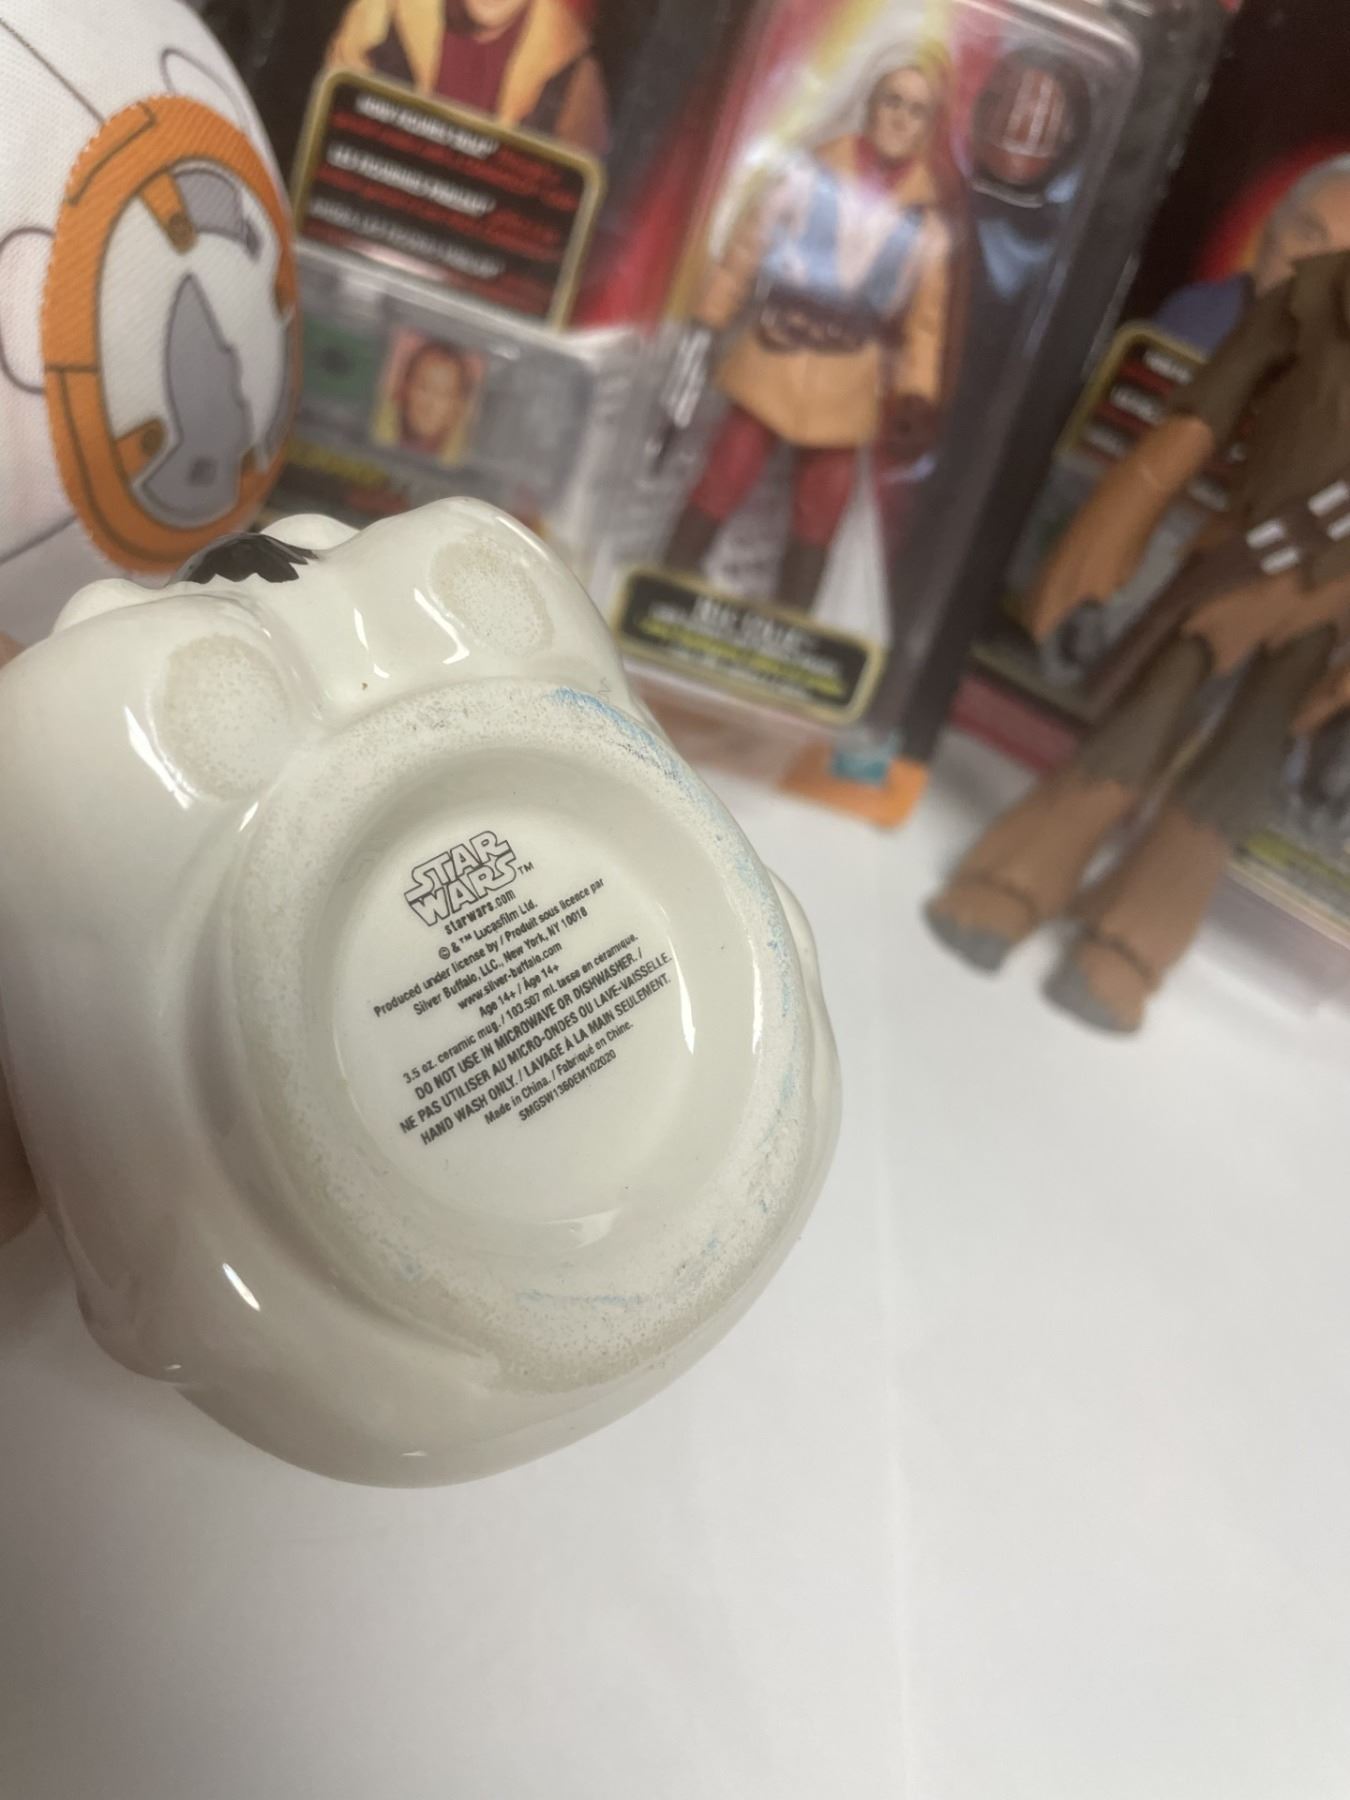 STAR
WARS™
starwars.com
© & ™ Lucasfilm Ltd.
Produced under license by / Produit sous licence par
Silver Buffalo, LLC., New York, NY 10018
www.silver-buffalo.com
Age 14+ / Âge 14+
3.5 oz. ceramic mug. / 103.507 mL tasse en céramique.
DO NOT USE IN MICROWAVE OR DISHWASHER. /
NE PAS UTILISER AU MICRO-ONDES OU LAVE-VAISSELLE.
HAND WASH ONLY. / LAVAGE À LA MAIN SEULEMENT.
Made in China. / Fabriqué en Chine.
SMGSW1360EM102020